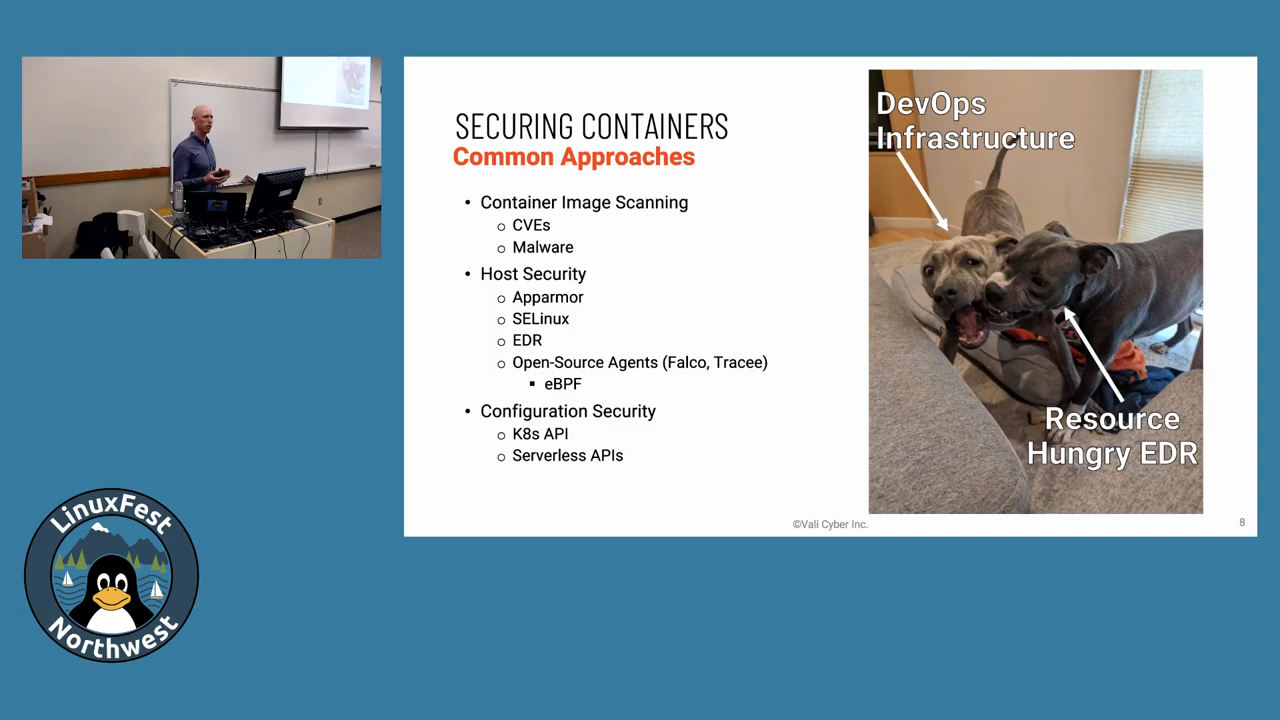 SECURING CONTAINERS
Common Approaches
• Container Image Scanning
○ CVEs
○ Malware
• Host Security
○ Apparmor
○ SELinux
○ EDR
○ Open-Source Agents (Falco, Tracee)
▪ eBPF
• Configuration Security
○ K8s API
○ Serverless APIs
DevOps
Infrastructure
Resource
Hungry EDR
©Vali Cyber Inc.
8
LinuxFest
Northwest